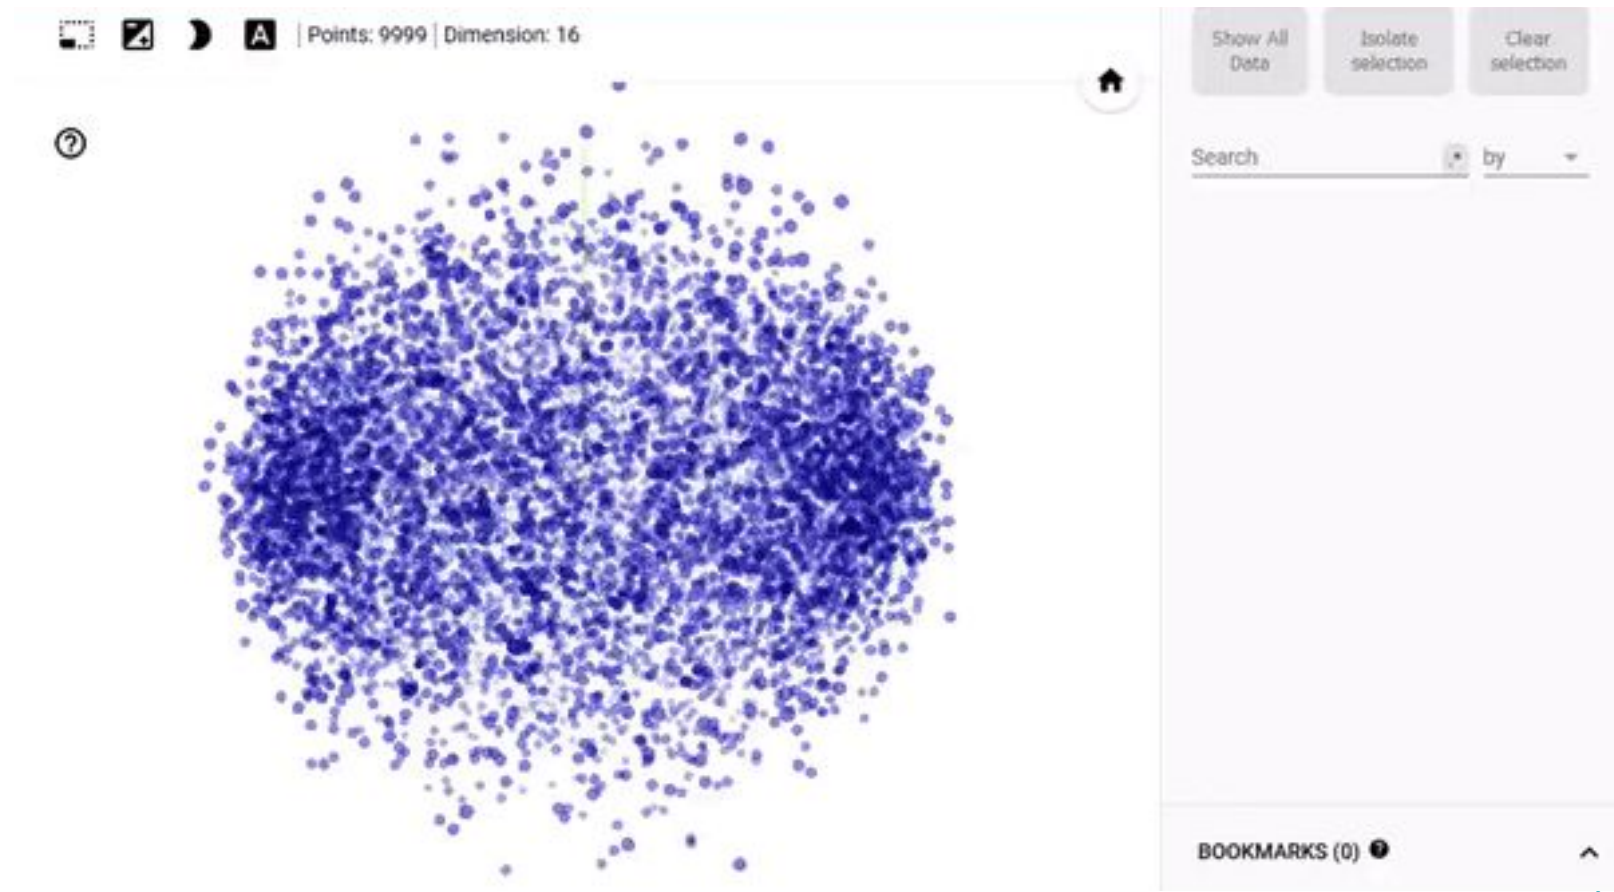 A
Points: 9999 | Dimension: 16
Show All
Data
Isolate
selection
Clear
selection
Search
.*
by
BOOKMARKS (0)